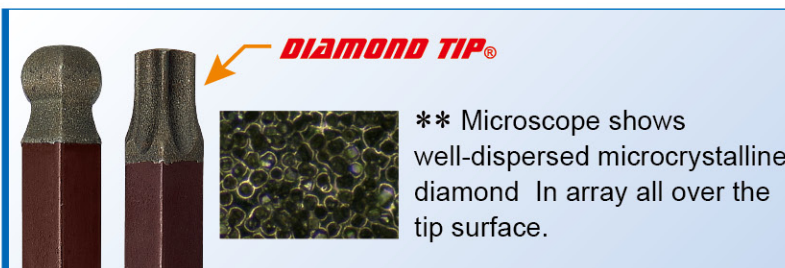 DIAMOND TIP®
** Microscope shows
well-dispersed microcrystalline
diamond In array all over the
tip surface.